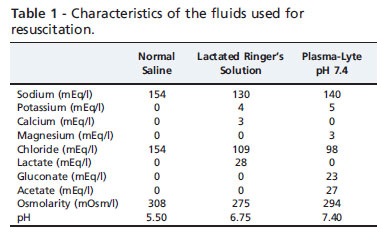 Table 1 - Characteristics of the fluids used for
resuscitation.
Normal Lactated Ringer's Plasma-Lyte
Saline Solution pH 7.4
Sodium (mEq/l) 154 130 140
Potassium (mEq/l) 0 4 5
Calcium (mEq/l) 0 3 0
Magnesium (mEq/l) 0 0 3
Chloride (mEq/l) 154 109 98
Lactate (mEq/l) 0 28 0
Gluconate (mEq/l) 0 0 23
Acetate (mEq/l) 0 0 27
Osmolarity (mOsm/l) 308 275 294
pH 5.50 6.75 7.40